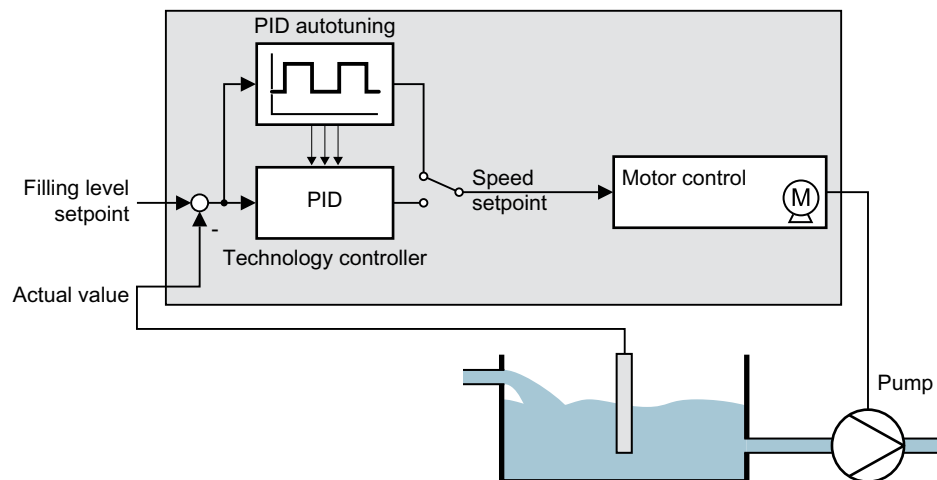 PID autotuning
Filling level
setpoint
PID
Speed
setpoint
Motor control
M
-
Technology controller
Actual value
Pump